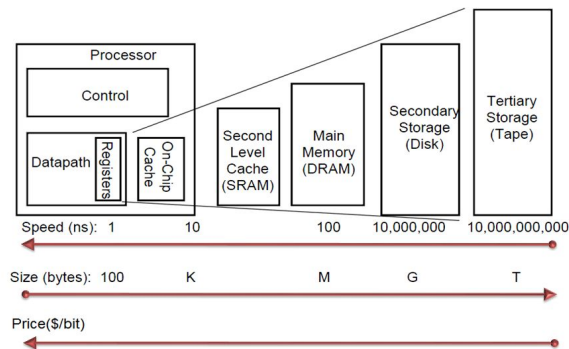 Processor
Control
Datapath
Registers
On-Chip
Cache
Second
Level
Cache
(SRAM)
Main
Memory
(DRAM)
Secondary
Storage
(Disk)
Tertiary
Storage
(Tape)
Speed (ns): 1 10 100 10,000,000 10,000,000,000
Size (bytes): 100 K M G T
Price($/bit)